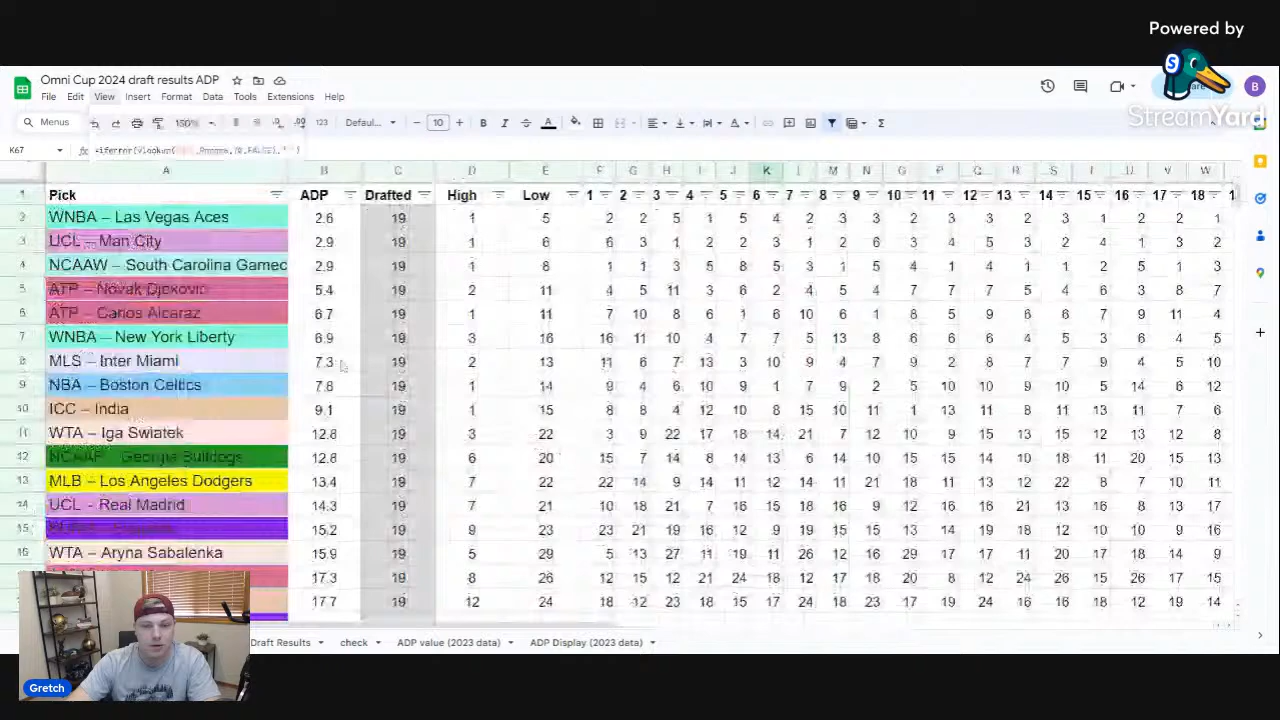 Powered by
StreamYard
Omni Cup 2024 draft results ADP
File Edit View Insert Format Data Tools Extensions Help
B
Menus 123 Defaul... 10 B I A
K67
A B C D E F G H I J K L M N O P Q R S T U V W
1 Pick ADP Drafted High Low 1 2 3 4 5 6 7 8 9 10 11 12 13 14 15 16 17 18 1
2 WNBA – Las Vegas Aces 2.6 19 1 5 2 2 5 1 5 4 2 3 3 2 3 3 2 3 1 2 2 1
3 UCL – Man City 2.9 19 1 6 6 3 1 2 2 3 1 2 6 3 4 5 3 2 4 1 3 2
4 NCAAW – South Carolina Gamec 2.9 19 1 8 1 1 3 5 8 5 3 1 5 4 1 4 1 1 2 5 1 3
5 ATP – Novak Djokovic 5.4 19 2 11 4 5 11 3 6 2 4 5 4 7 7 7 5 4 6 3 8 7
6 ATP – Carlos Alcaraz 6.7 19 1 11 7 10 8 6 1 6 10 6 1 8 5 9 6 6 7 9 11 4
7 WNBA – New York Liberty 6.9 19 3 16 16 11 10 4 7 7 5 13 8 6 6 6 4 5 3 6 4 5
8 MLS – Inter Miami 7.3 19 2 13 11 6 7 13 3 10 9 4 7 9 2 8 7 7 9 4 5 10
9 NBA – Boston Celtics 7.8 19 1 14 9 4 6 10 9 1 7 9 2 5 10 10 9 10 5 14 6 12
10 ICC – India 9.1 19 1 15 8 8 4 12 10 8 15 10 11 1 13 11 8 11 13 11 7 6
11 WTA – Iga Swiatek 12.8 19 3 22 3 9 22 17 18 14 21 7 12 10 9 15 13 15 12 13 12 8
12 NCAAF – Georgia Bulldogs 12.8 19 6 20 15 7 14 8 14 13 6 14 10 15 15 14 10 18 11 20 15 13
13 MLB – Los Angeles Dodgers 13.4 19 7 22 22 14 9 14 11 12 14 11 21 18 11 13 12 22 8 7 10 11
14 UCL - Real Madrid 14.3 19 7 21 10 18 21 7 16 15 18 16 9 12 16 16 21 13 16 8 13 17
15 15.2 19 9 23 23 21 19 16 12 9 19 15 15 13 14 19 18 12 10 10 9 16
16 WTA – Aryna Sabalenka 15.9 19 5 29 5 13 27 11 19 11 26 12 16 29 17 17 11 20 17 18 14 9
17.3 19 8 26 12 15 12 21 24 18 12 17 18 20 8 12 24 26 15 26 17 15
17.7 19 12 24 18 12 23 18 15 17 24 18 23 17 19 24 16 16 18 12 19 14
Draft Results check ADP value (2023 data) ADP Display (2023 data)
Gretch